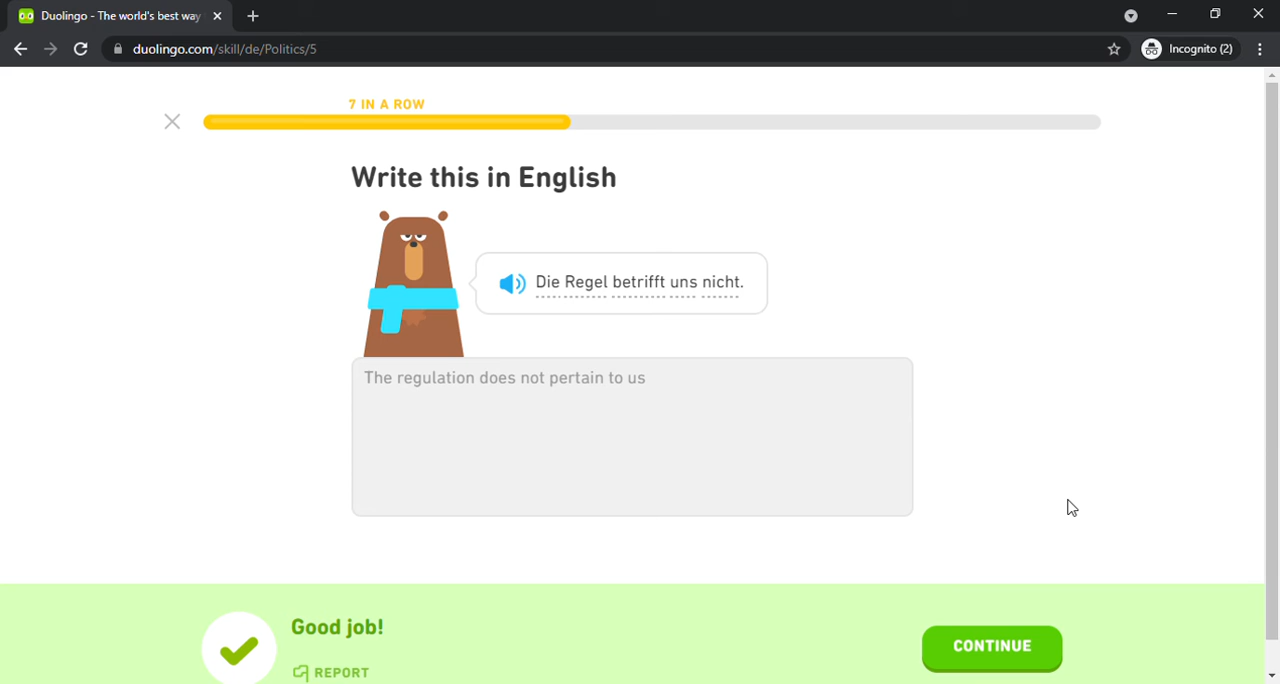 Duolingo - The world's best way
duolingo.com/skill/de/Politics/5
Incognito (2)
7 IN A ROW
Write this in English
Die Regel betrifft uns nicht.
The regulation does not pertain to us
Good job!
REPORT
CONTINUE